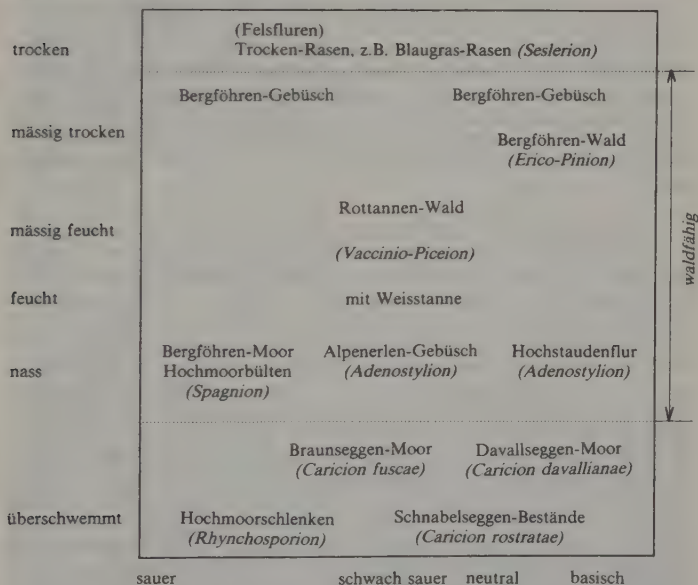 (Felsfluren)
trocken
Trocken-Rasen, z.B. Blaugras-Rasen (Seslerion)
Bergföhren-Gebüsch Bergföhren-Gebüsch
mässig trocken
Bergföhren-Wald
(Erico-Pinion)
Rottannen-Wald
mässig feucht
(Vaccinio-Piceion)
waldfähig
feucht mit Weisstanne
Bergföhren-Moor Alpenerlen-Gebüsch Hochstaudenflur
nass
Hochmoorbülten (Adenostylion) (Adenostylion)
(Spagnion)
Braunseggen-Moor Davallseggen-Moor
(Caricion fuscae) (Caricion davallianae)
überschwemmt Hochmoorschlenken Schnabelseggen-Bestände
(Rhynchosporion) (Caricion rostratae)
sauer schwach sauer neutral basisch